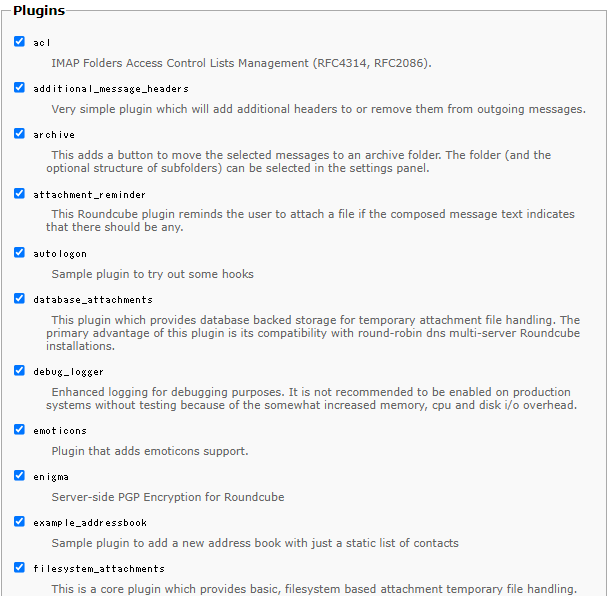 Plugins
acl
IMAP Folders Access Control Lists Management (RFC4314, RFC2086).
additional_message_headers
Very simple plugin which will add additional headers to or remove them from outgoing messages.
archive
This adds a button to move the selected messages to an archive folder. The folder (and the
optional structure of subfolders) can be selected in the settings panel.
attachment_reminder
This Roundcube plugin reminds the user to attach a file if the composed message text indicates
that there should be any.
autologon
Sample plugin to try out some hooks
database_attachments
This plugin which provides database backed storage for temporary attachment file handling. The
primary advantage of this plugin is its compatibility with round-robin dns multi-server Roundcube
installations.
debug_logger
Enhanced logging for debugging purposes. It is not recommended to be enabled on production
systems without testing because of the somewhat increased memory, cpu and disk i/o overhead.
emoticons
Plugin that adds emoticons support.
enigma
Server-side PGP Encryption for Roundcube
example_addressbook
Sample plugin to add a new address book with just a static list of contacts
filesystem_attachments
This is a core plugin which provides basic, filesystem based attachment temporary file handling.